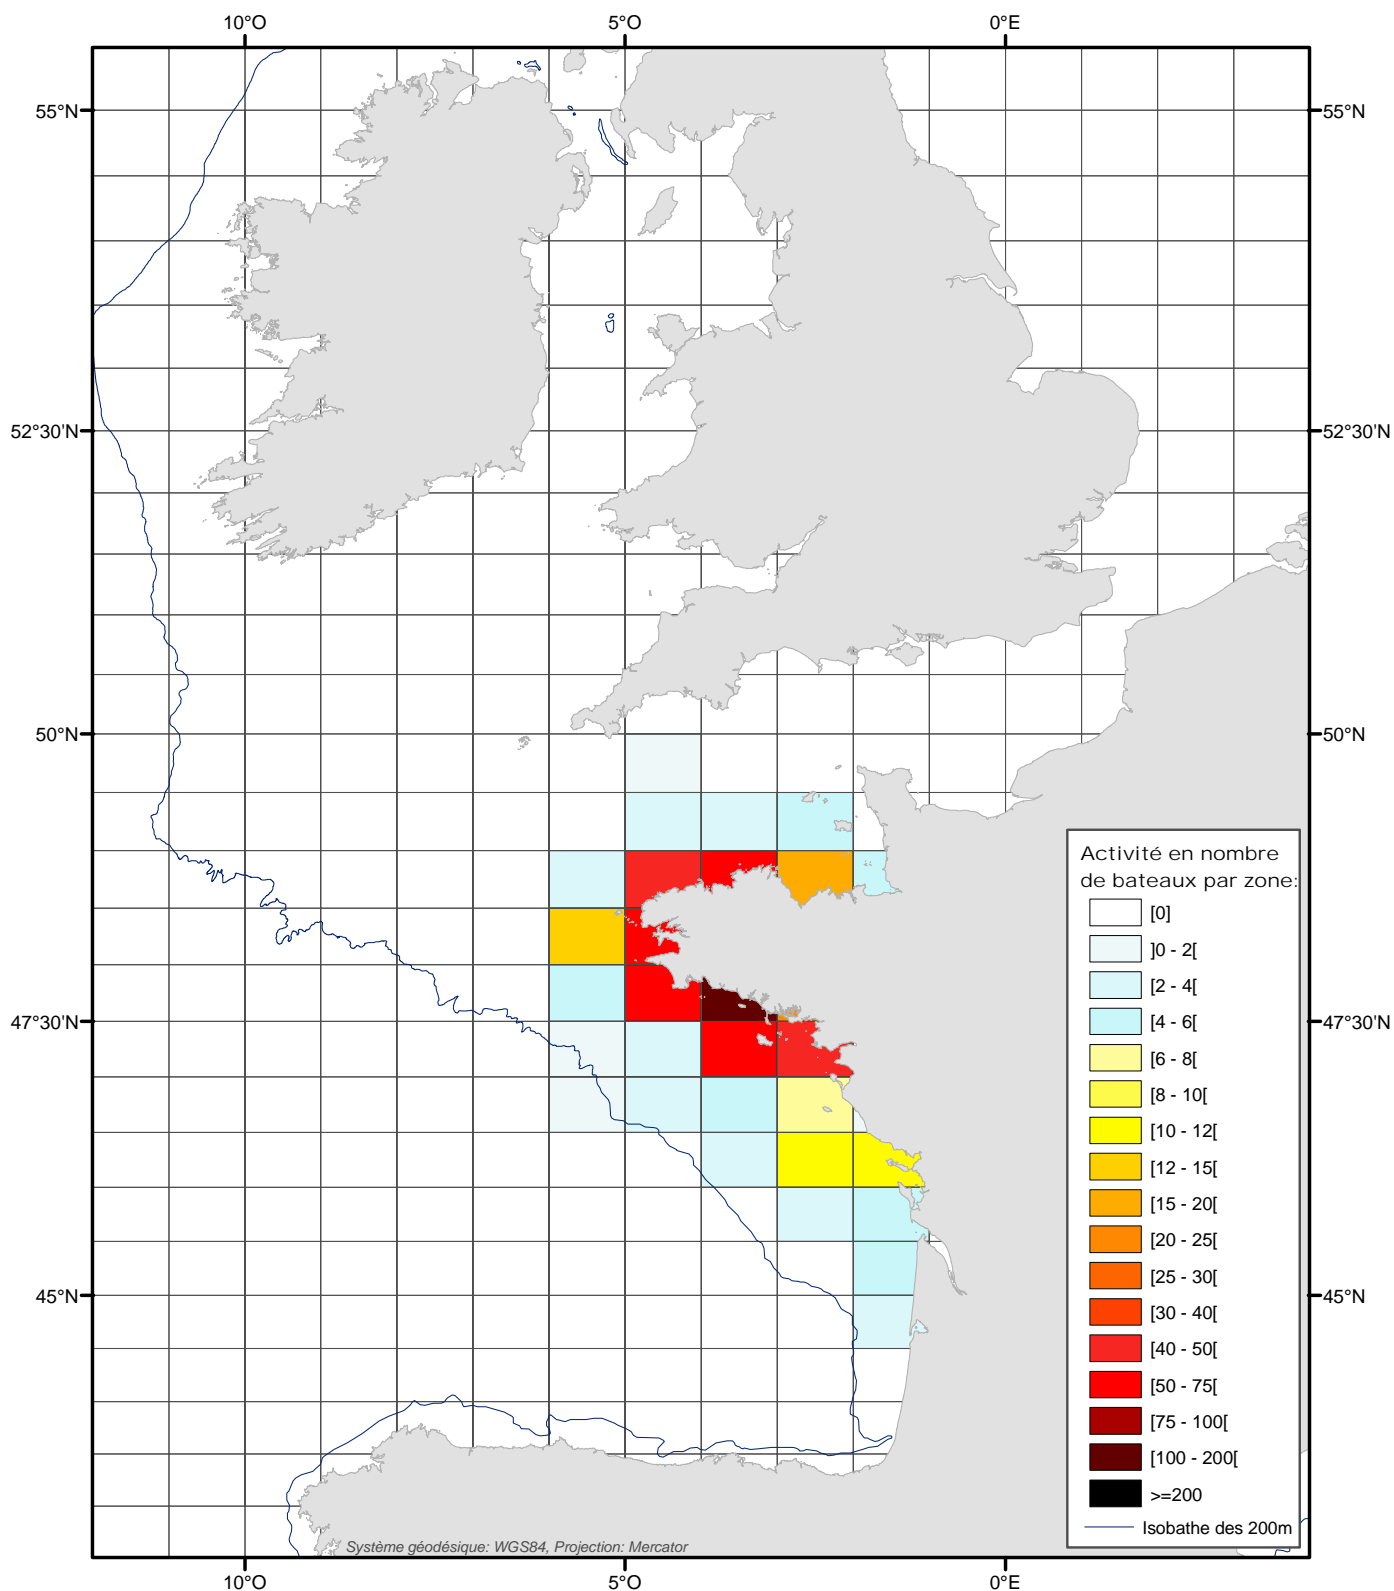 10°O 5°O 0°E
55°N 55°N
52°30'N 52°30'N
50°N 50°N
47°30'N 47°30'N
45°N 45°N
Activité en nombre
de bateaux par zone:
[0]
]0 - 2[
[2 - 4[
[4 - 6[
[6 - 8[
[8 - 10[
[10 - 12[
[12 - 15[
[15 - 20[
[20 - 25[
[25 - 30[
[30 - 40[
[40 - 50[
[50 - 75[
[75 - 100[
[100 - 200[
>=200
Isobathe des 200m
Système géodésique: WGS84, Projection: Mercator
10°O 5°O 0°E